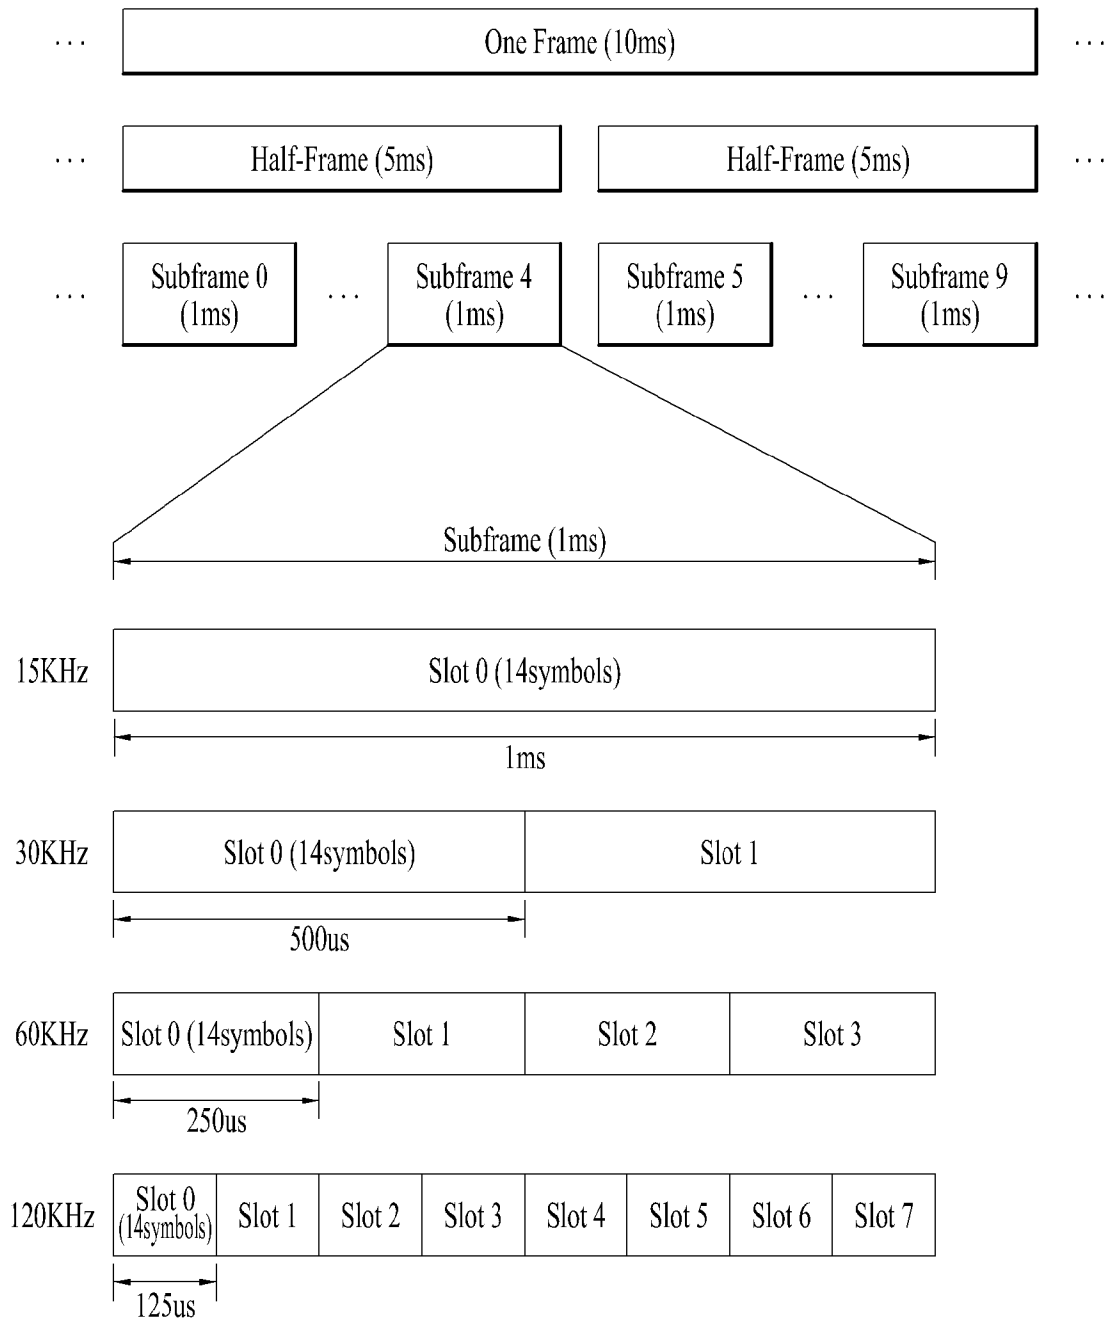 ... One Frame (10ms) ...
... Half-Frame (5ms) Half-Frame (5ms) ...
... Subframe 0 (1ms) ... Subframe 4 (1ms) Subframe 5 (1ms) ... Subframe 9 (1ms) ...
Subframe (1ms)
15KHz Slot 0 (14symbols)
1ms
30KHz Slot 0 (14symbols) Slot 1
500us
60KHz Slot 0 (14symbols) Slot 1 Slot 2 Slot 3
250us
120KHz Slot 0 (14symbols) Slot 1 Slot 2 Slot 3 Slot 4 Slot 5 Slot 6 Slot 7
125us